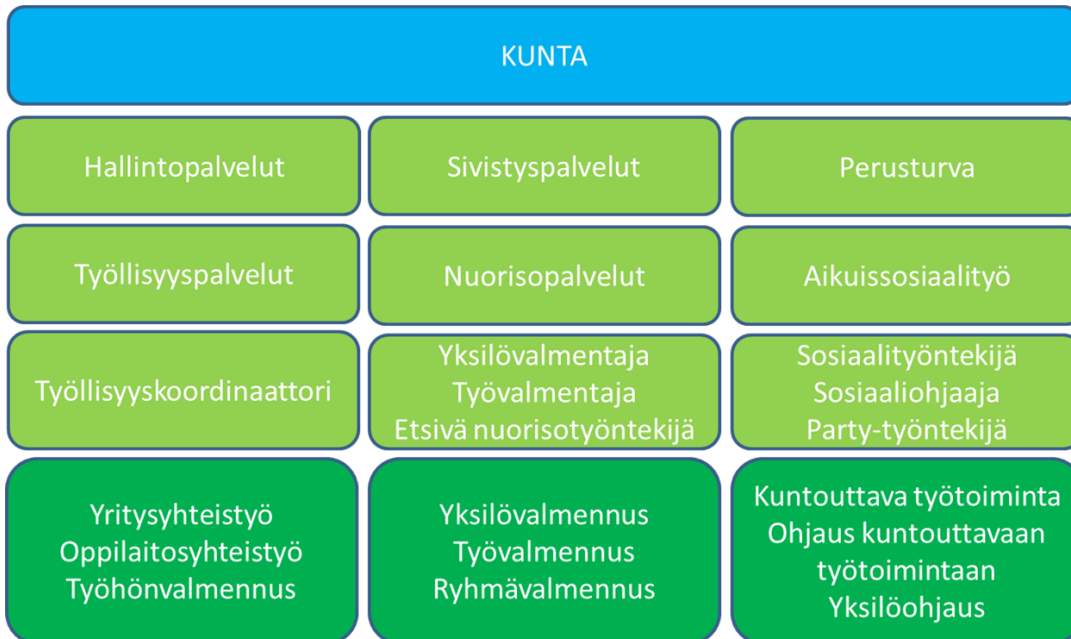 KUNTA
Hallintopalvelut
Sivistyspalvelut
Perusturva
Työllisyyspalvelut
Nuorisopalvelut
Aikuissosiaalityö
Työllisyyskoordinaattori
Yksilövalmentaja
Työvalmentaja
Etsivä nuorisotyöntekijä
Sosiaalityöntekijä
Sosiaaliohjaaja
Party-työntekijä
Yritysyhteistyö
Oppilaitosyhteistyö
Työhönvalmennus
Yksilövalmennus
Työvalmennus
Ryhmävalmennus
Kuntouttava työtoiminta
Ohjaus kuntouttavaan
työtoimintaan
Yksilöohjaus